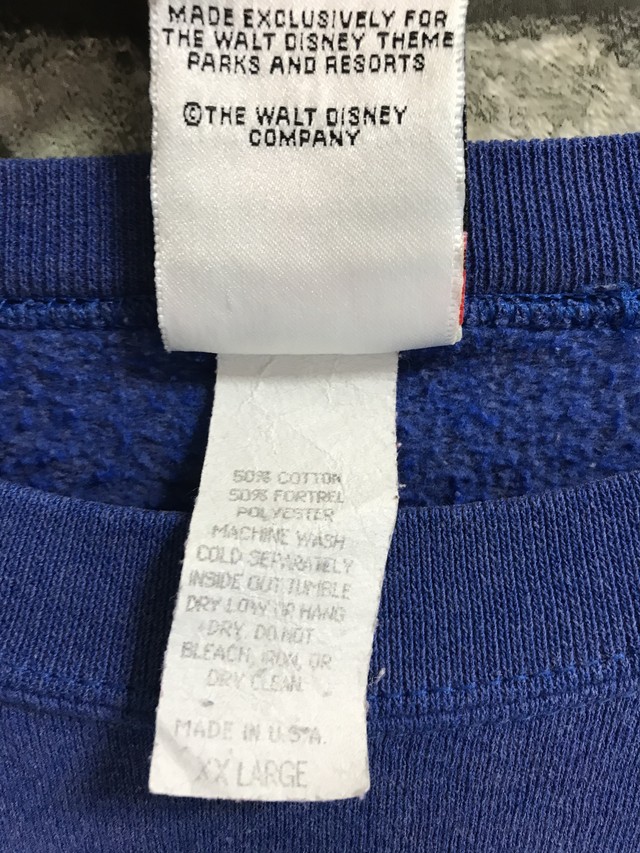 MADE EXCLUSIVELY FOR
THE WALT DISNEY THEME
PARKS AND RESORTS
©THE WALT DISNEY
COMPANY
50% COTTON
50% FORTREL
POLYESTER
MACHINE WASH
COLD SEPARATELY
INSIDE OUT TUMBLE
DRY LOW OR HANG
DRY. DO NOT
BLEACH, IRON, OR
DRY CLEAN
MADE IN U.S.A.
XX LARGE